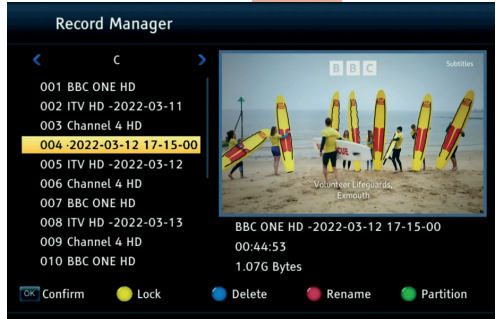 Record Manager
C
001 BBC ONE HD
002 ITV HD -2022-03-11
003 Channel 4 HD
004 -2022-03-12 17-15-00
005 ITV HD -2022-03-12
006 Channel 4 HD
007 BBC ONE HD
008 ITV HD -2022-03-13
009 Channel 4 HD
010 BBC ONE HD
BBC
Subtitles
RESCUE
Volunteer Lifeguards,
Exmouth
BBC ONE HD -2022-03-12 17-15-00
00:44:53
1.07G Bytes
OK Confirm
Lock
Delete
Rename
Partition